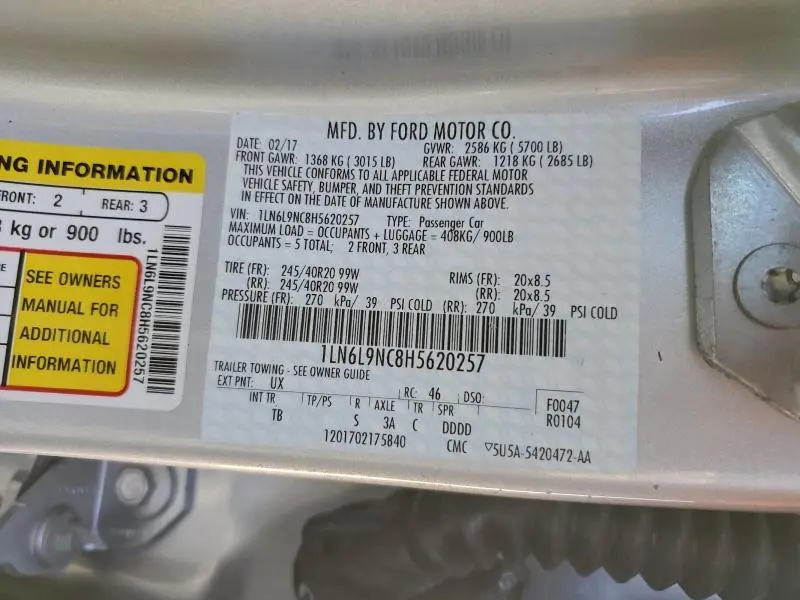 NG INFORMATION
FRONT: 2 REAR: 3
kg or 900 lbs.
SEE OWNERS
MANUAL FOR
ADDITIONAL
INFORMATION
1LN6L9NC8H5620257
MFD. BY FORD MOTOR CO.
DATE: 02/17 GVWR: 2586 KG ( 5700 LB)
FRONT GAWR: 1368 KG ( 3015 LB) REAR GAWR: 1218 KG ( 2685 LB)
THIS VEHICLE CONFORMS TO ALL APPLICABLE FEDERAL MOTOR
VEHICLE SAFETY, BUMPER, AND THEFT PREVENTION STANDARDS
IN EFFECT ON THE DATE OF MANUFACTURE SHOWN ABOVE.
VIN: 1LN6L9NC8H5620257 TYPE: Passenger Car
MAXIMUM LOAD = OCCUPANTS + LUGGAGE = 408KG/ 900LB
OCCUPANTS = 5 TOTAL; 2 FRONT, 3 REAR
TIRE (FR): 245/40R20 99W RIMS (FR): 20x8.5
(RR): 245/40R20 99W (RR): 20x8.5
PRESSURE (FR): 270 kPa/ 39 PSI COLD (RR): 270 kPa/ 39 PSI COLD
1LN6L9NC8H5620257
TRAILER TOWING - SEE OWNER GUIDE
EXT PNT: UX RC: 46 DSO: F0047
INT TR TP/PS R AXLE TR SPR R0104
TB S 3A C DDDD
1201702175840 CMC ▽5U5A-5420472-AA